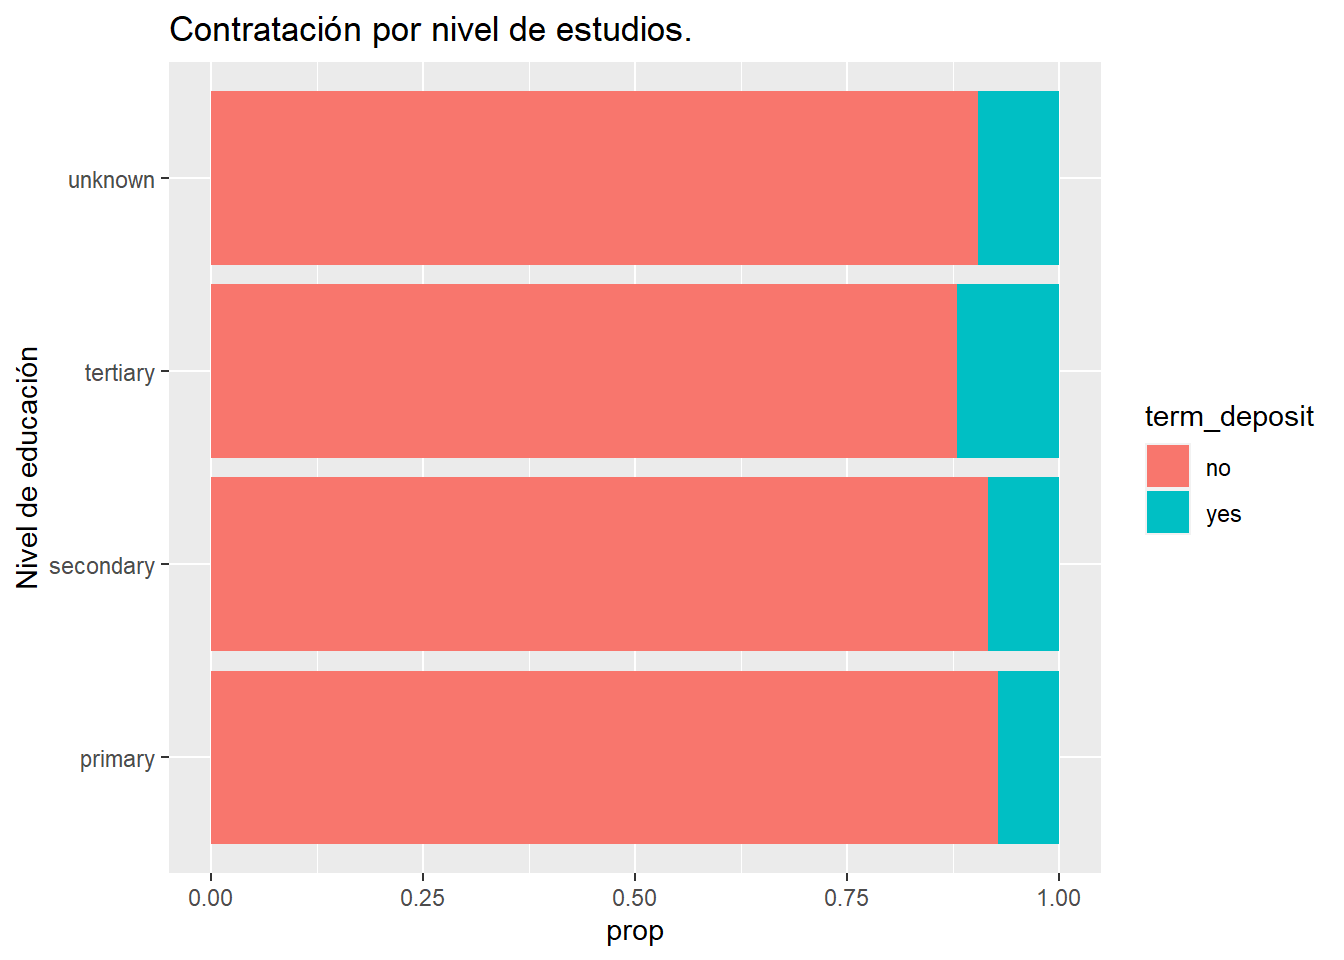 Contratación por nivel de estudios.
Nivel de educación
unknown
tertiary
secondary
primary
0.00
0.25
0.50
0.75
1.00
prop
term_deposit
no
yes